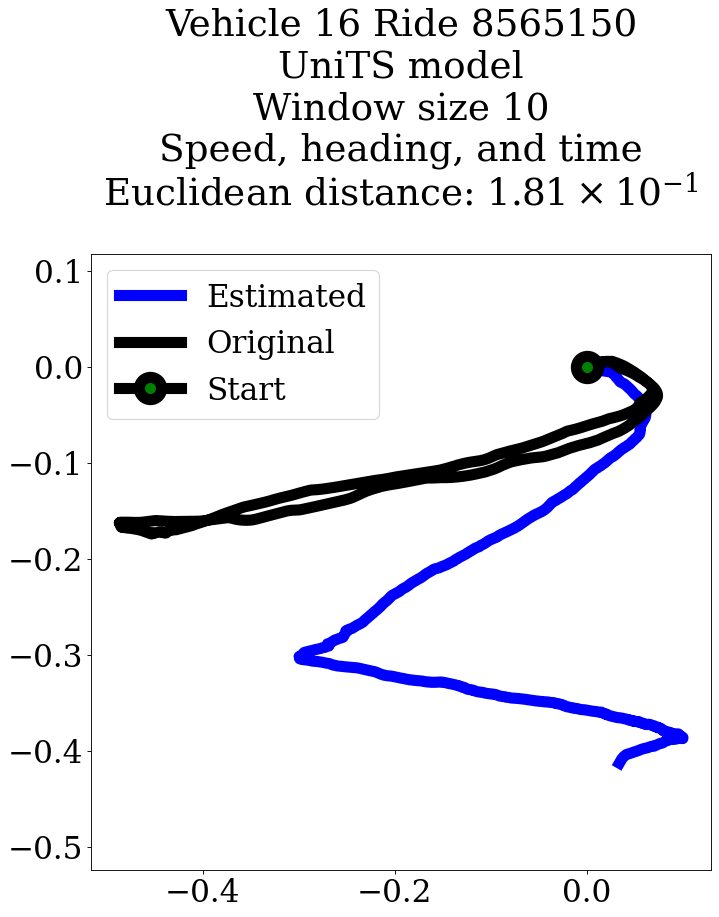 Vehicle 16 Ride 8565150
UniTS model
Window size 10
Speed, heading, and time
Euclidean distance: 1.81 × 10⁻¹
Estimated
Original
Start
0.1
0.0
−0.1
−0.2
−0.3
−0.4
−0.5
−0.4 −0.2 0.0